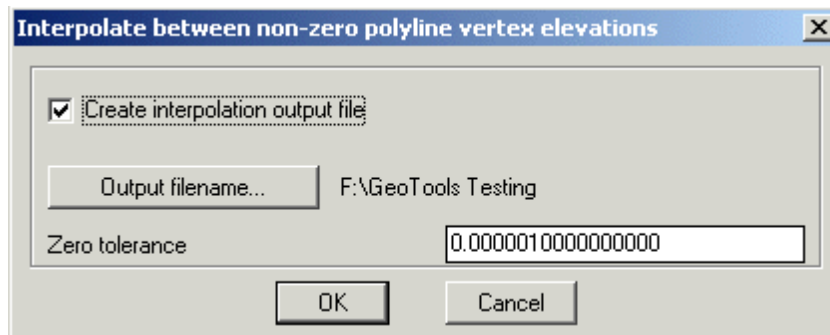 Interpolate between non-zero polyline vertex elevations
Create interpolation output file
Output filename... F:\GeoTools Testing
Zero tolerance 0.0000010000000000
OK Cancel